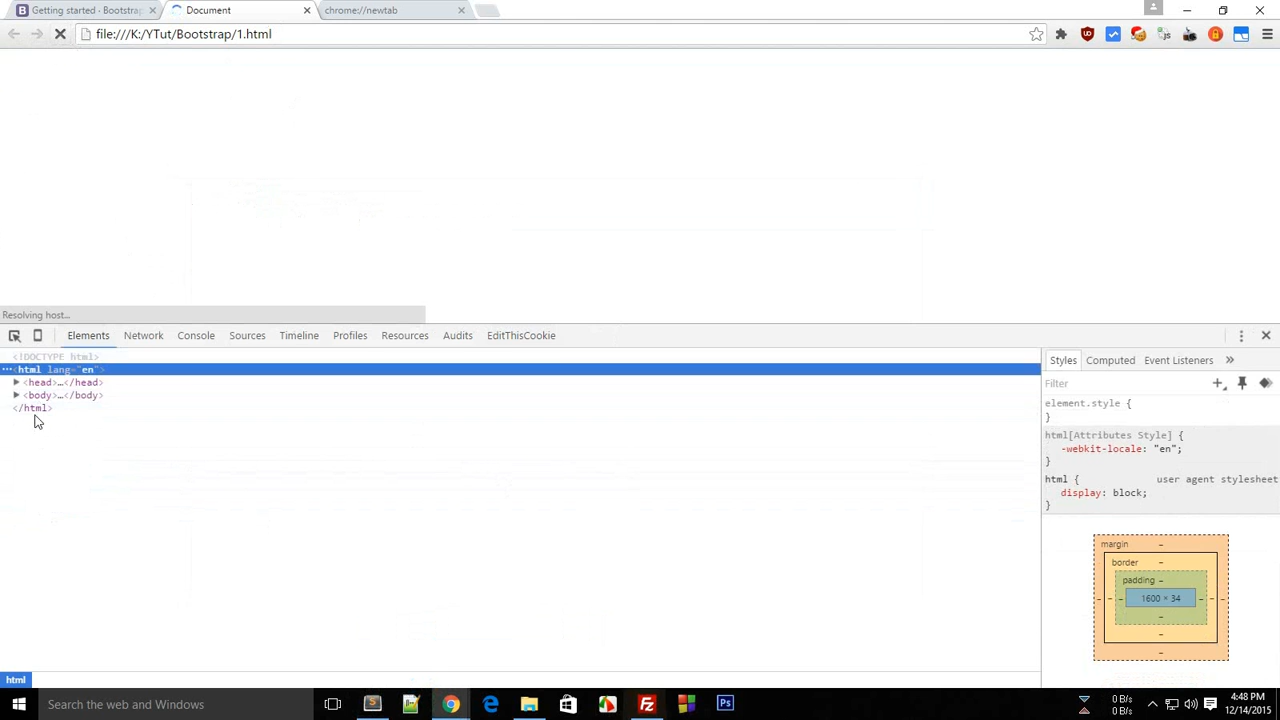 Getting started · Bootstrap
Document
chrome://newtab
file:///K:/YTut/Bootstrap/1.html
Resolving host...
Elements Network Console Sources Timeline Profiles Resources Audits EditThisCookie
<!DOCTYPE html>
<html lang="en">
<head>…</head>
<body>…</body>
</html>
Styles Computed Event Listeners
Filter
element.style {
}
html[Attributes Style] {
-webkit-locale: "en";
}
html { user agent stylesheet
display: block;
}
margin –
border –
padding –
– – – 1600 × 34 – – –
–
–
–
html
Search the web and Windows
0 B/s
0 B/s
4:48 PM
12/14/2015